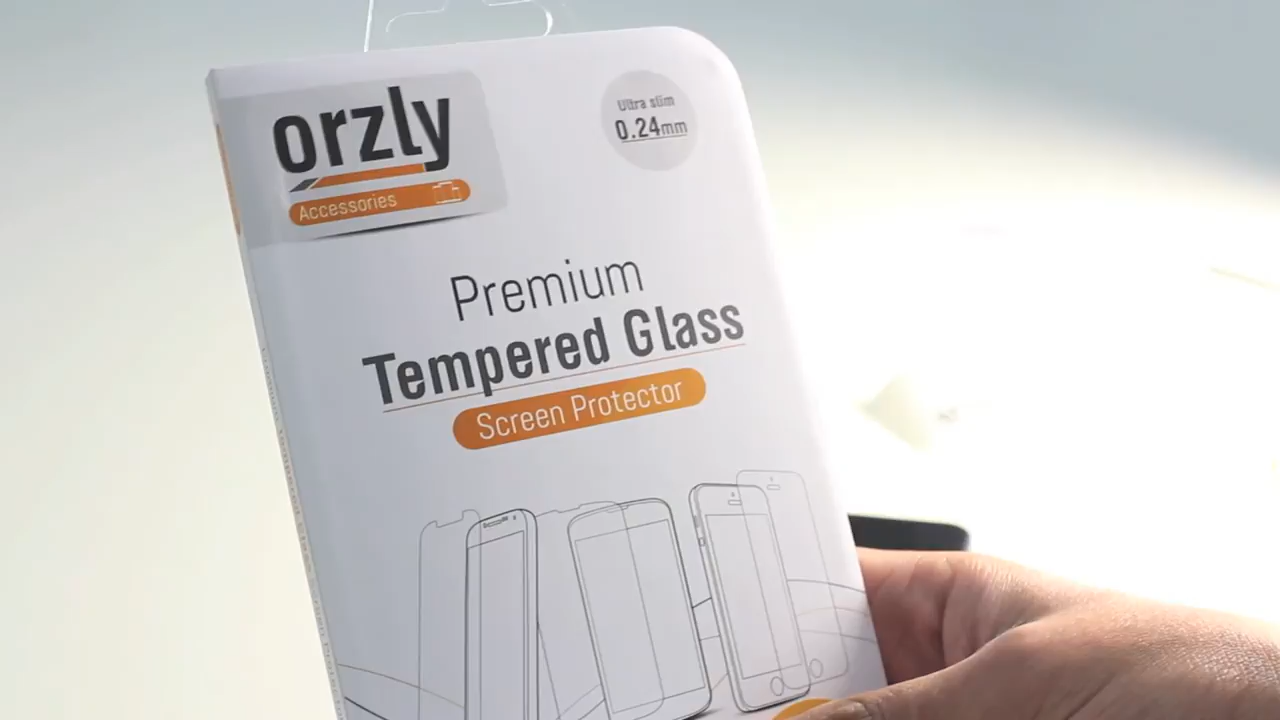 orzly
Accessories
Ultra slim
0.24mm
Premium
Tempered Glass
Screen Protector